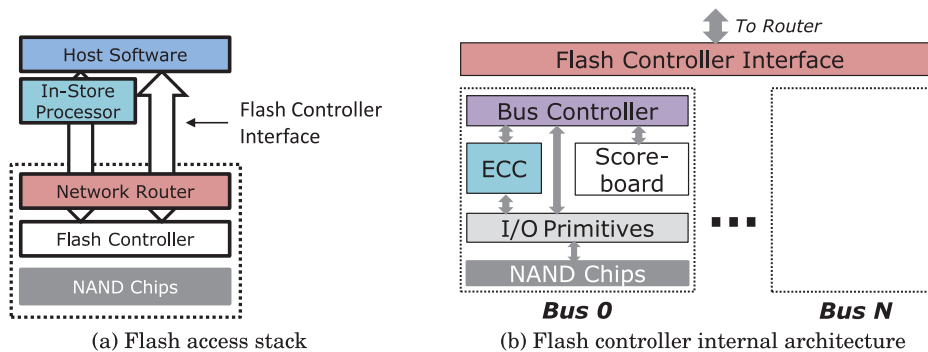 Host Software
In-Store
Processor
Flash Controller
Interface
Network Router
Flash Controller
NAND Chips
(a) Flash access stack
To Router
Flash Controller Interface
Bus Controller
ECC
Score-
board
I/O Primitives
NAND Chips
Bus 0
Bus N
(b) Flash controller internal architecture